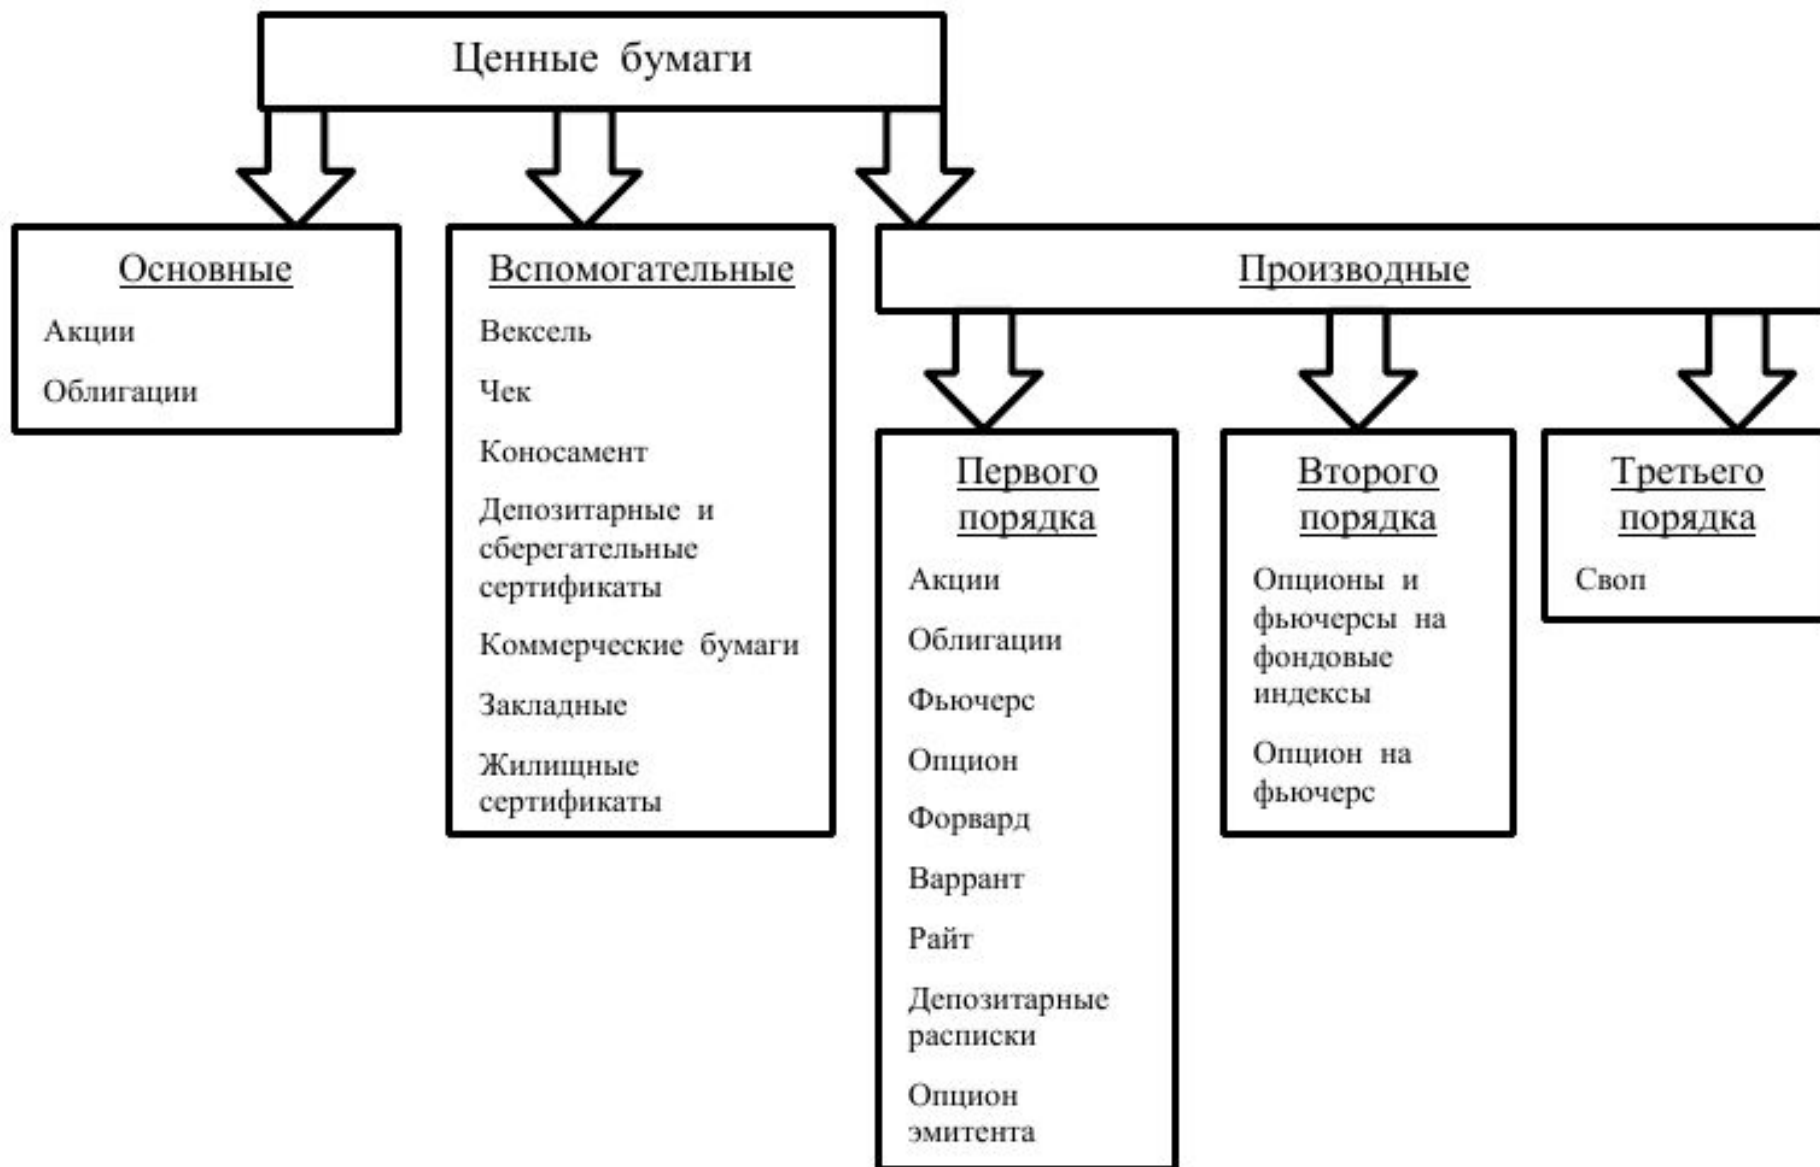 Ценные бумаги
Основные
Акции
Облигации
Вспомогательные
Вексель
Чек
Коносамент
Депозитарные и
сберегательные
сертификаты
Коммерческие бумаги
Закладные
Жилищные
сертификаты
Производные
Первого
порядка
Акции
Облигации
Фьючерс
Опцион
Форвард
Варрант
Райт
Депозитарные
расписки
Опцион
эмитента
Второго
порядка
Опционы и
фьючерсы на
фондовые
индексы
Опцион на
фьючерс
Третьего
порядка
Своп